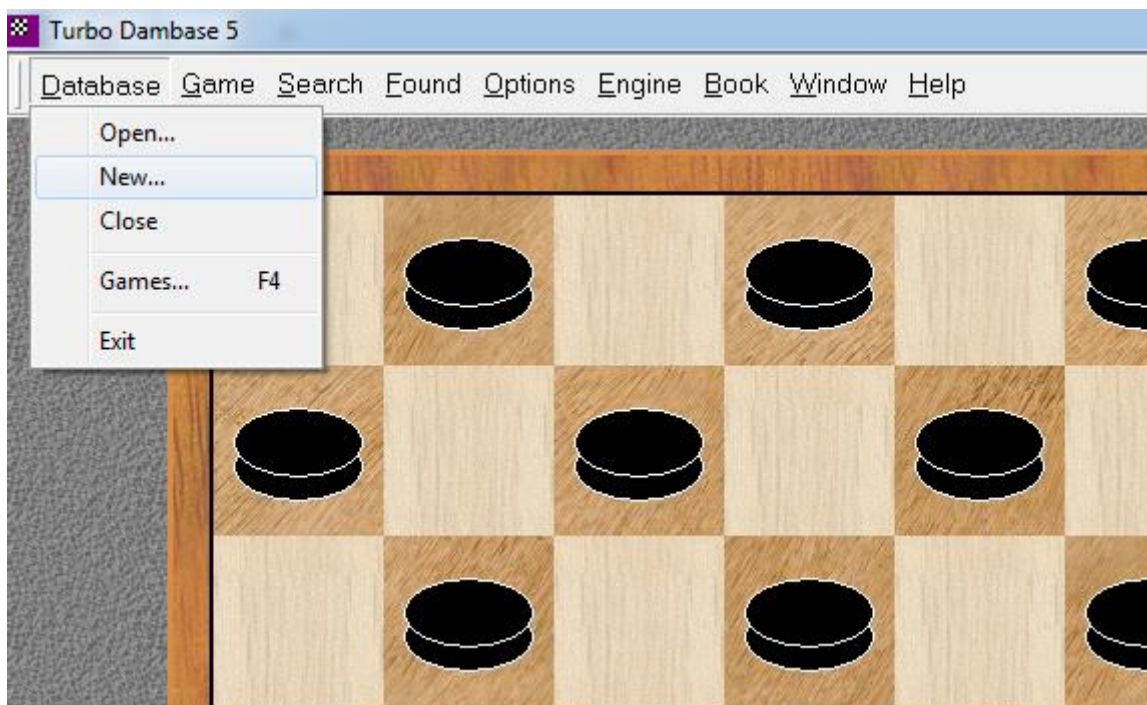 Turbo Dambase 5
Database Game Search Found Options Engine Book Window Help
Open...
New...
Close
Games... F4
Exit